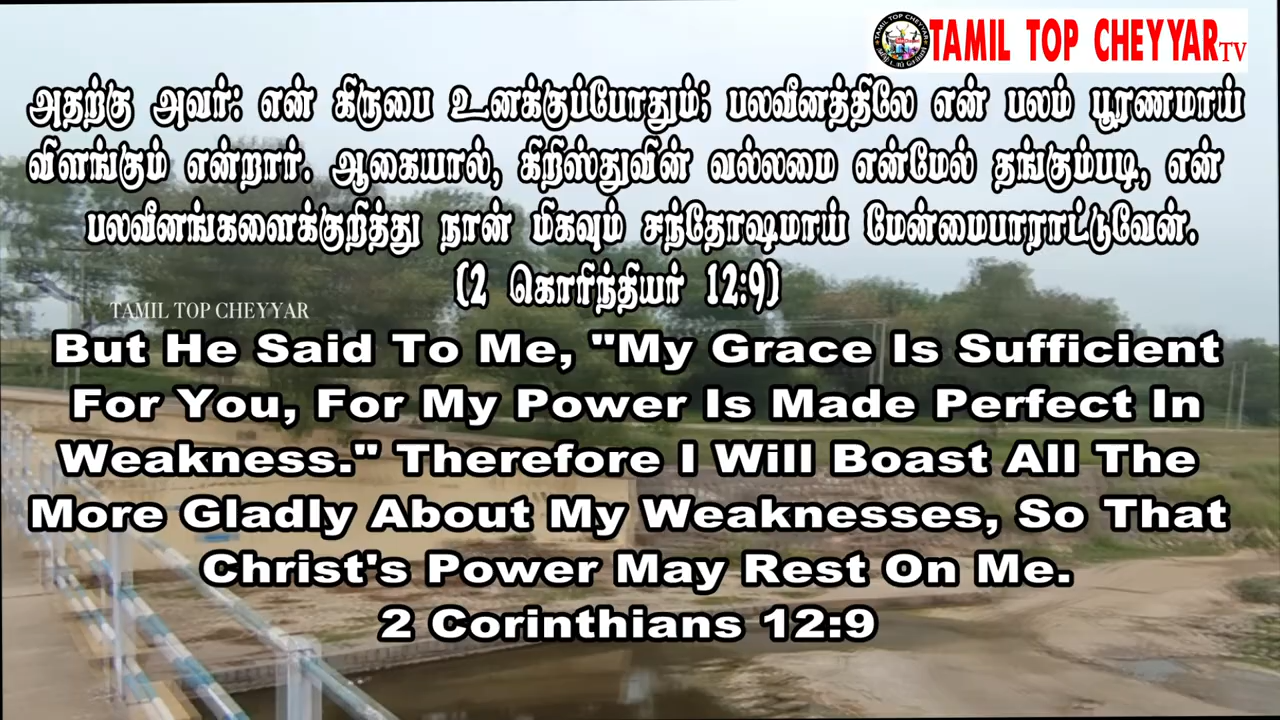 TAMIL TOP CHEYYAR TV
அதற்கு அவர்: என் கிருபை உனக்குப்போதும்; பலவீனத்திலே என் பலம் பூரணமாய்
விளங்கும் என்றார். ஆகையால், கிறிஸ்துவின் வல்லமை என்மேல் தங்கும்படி, என்
பலவீனங்களைக்குறித்து நான் மிகவும் சந்தோஷமாய் மேன்மைபாராட்டுவேன்.
(2 கொரிந்தியர் 12:9)
TAMIL TOP CHEYYAR
But He Said To Me, "My Grace Is Sufficient
For You, For My Power Is Made Perfect In
Weakness." Therefore I Will Boast All The
More Gladly About My Weaknesses, So That
Christ's Power May Rest On Me.
2 Corinthians 12:9